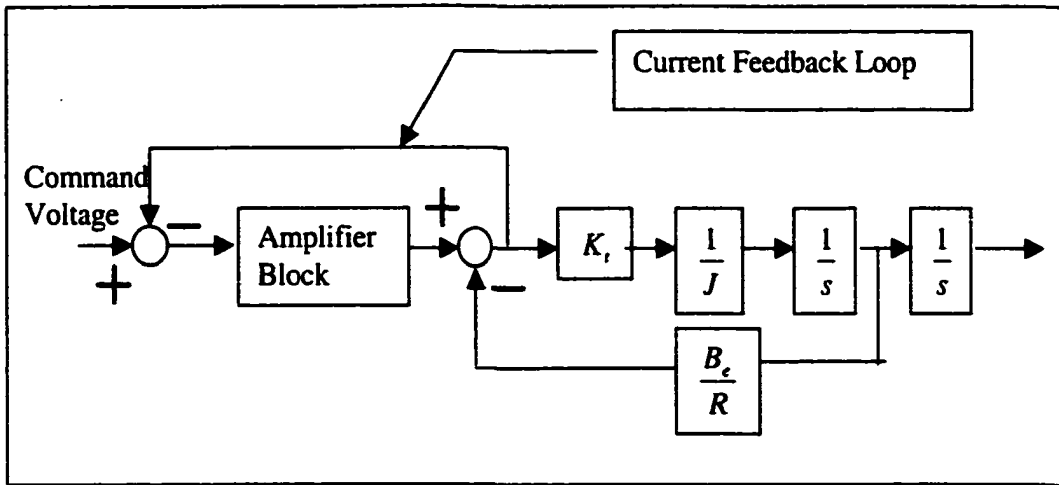 Current Feedback Loop
Command
Voltage
−
+
Amplifier
Block
+
−
K_t
1/J
1/s
1/s
B_e/R